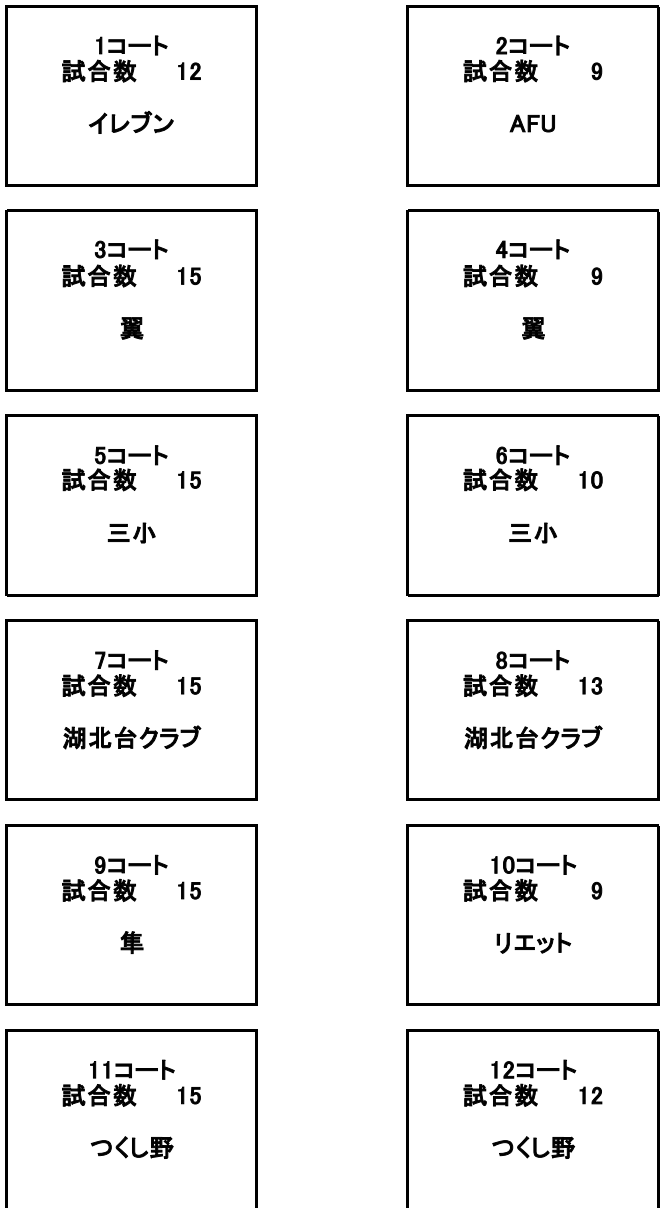 1コート
試合数 12
イレブン
2コート
試合数 9
AFU
3コート
試合数 15
翼
4コート
試合数 9
翼
5コート
試合数 15
三小
6コート
試合数 10
三小
7コート
試合数 15
湖北台クラブ
8コート
試合数 13
湖北台クラブ
9コート
試合数 15
隼
10コート
試合数 9
リエット
11コート
試合数 15
つくし野
12コート
試合数 12
つくし野